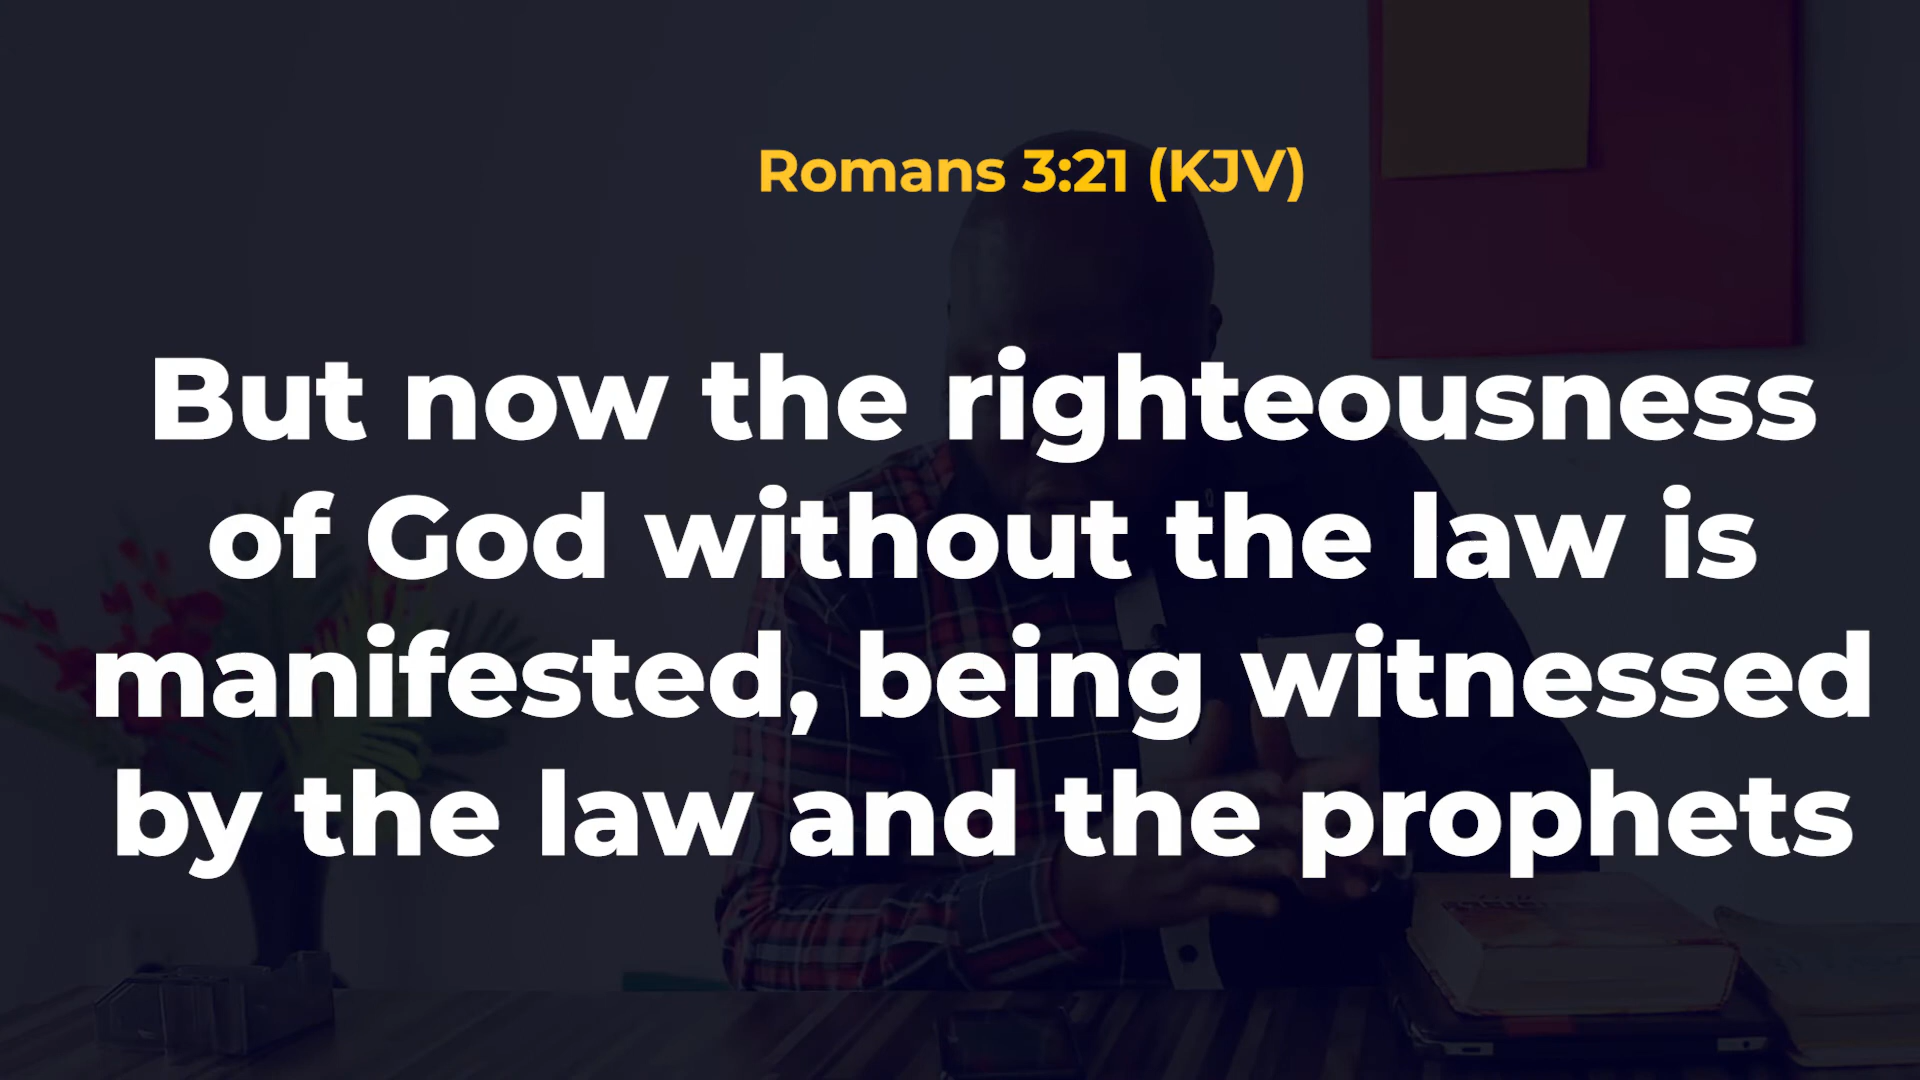 Romans 3:21 (KJV)
But now the righteousness
of God without the law is
manifested, being witnessed
by the law and the prophets